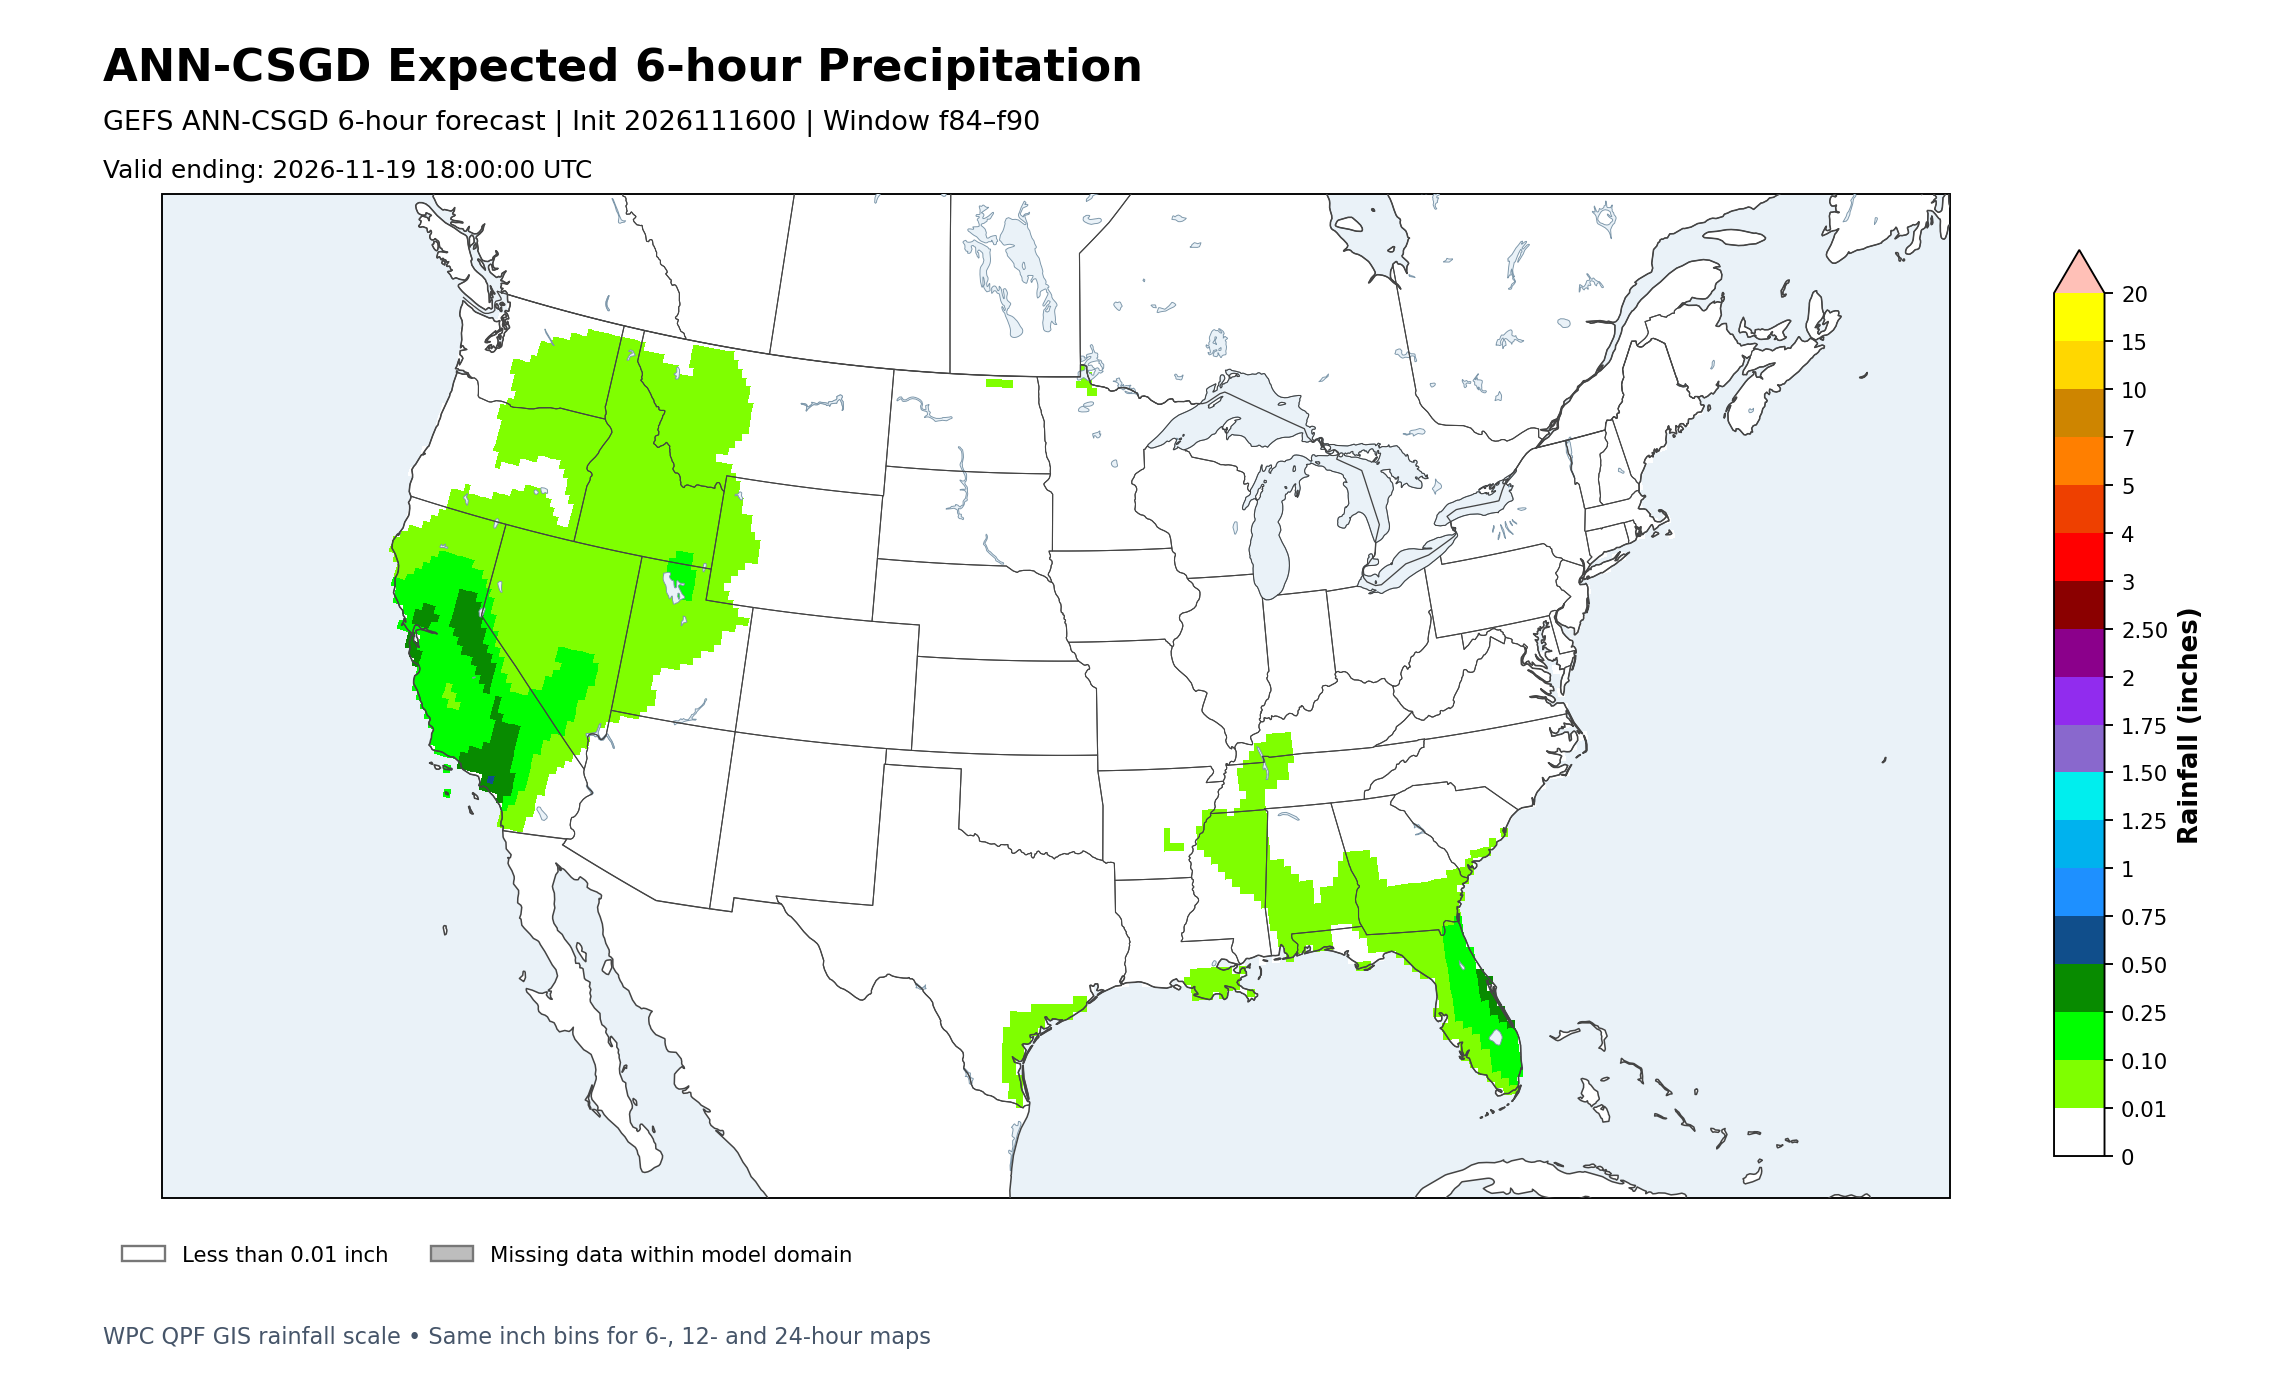 ANN-CSGD Expected 6-hour Precipitation
GEFS ANN-CSGD 6-hour forecast | Init 2026111600 | Window f84–f90
Valid ending: 2026-11-19 18:00:00 UTC
20
15
10
7
5
4
3
2.50
2
1.75
1.50
1.25
1
0.75
0.50
0.25
0.10
0.01
0
Rainfall (inches)
Less than 0.01 inch
Missing data within model domain
WPC QPF GIS rainfall scale • Same inch bins for 6-, 12- and 24-hour maps